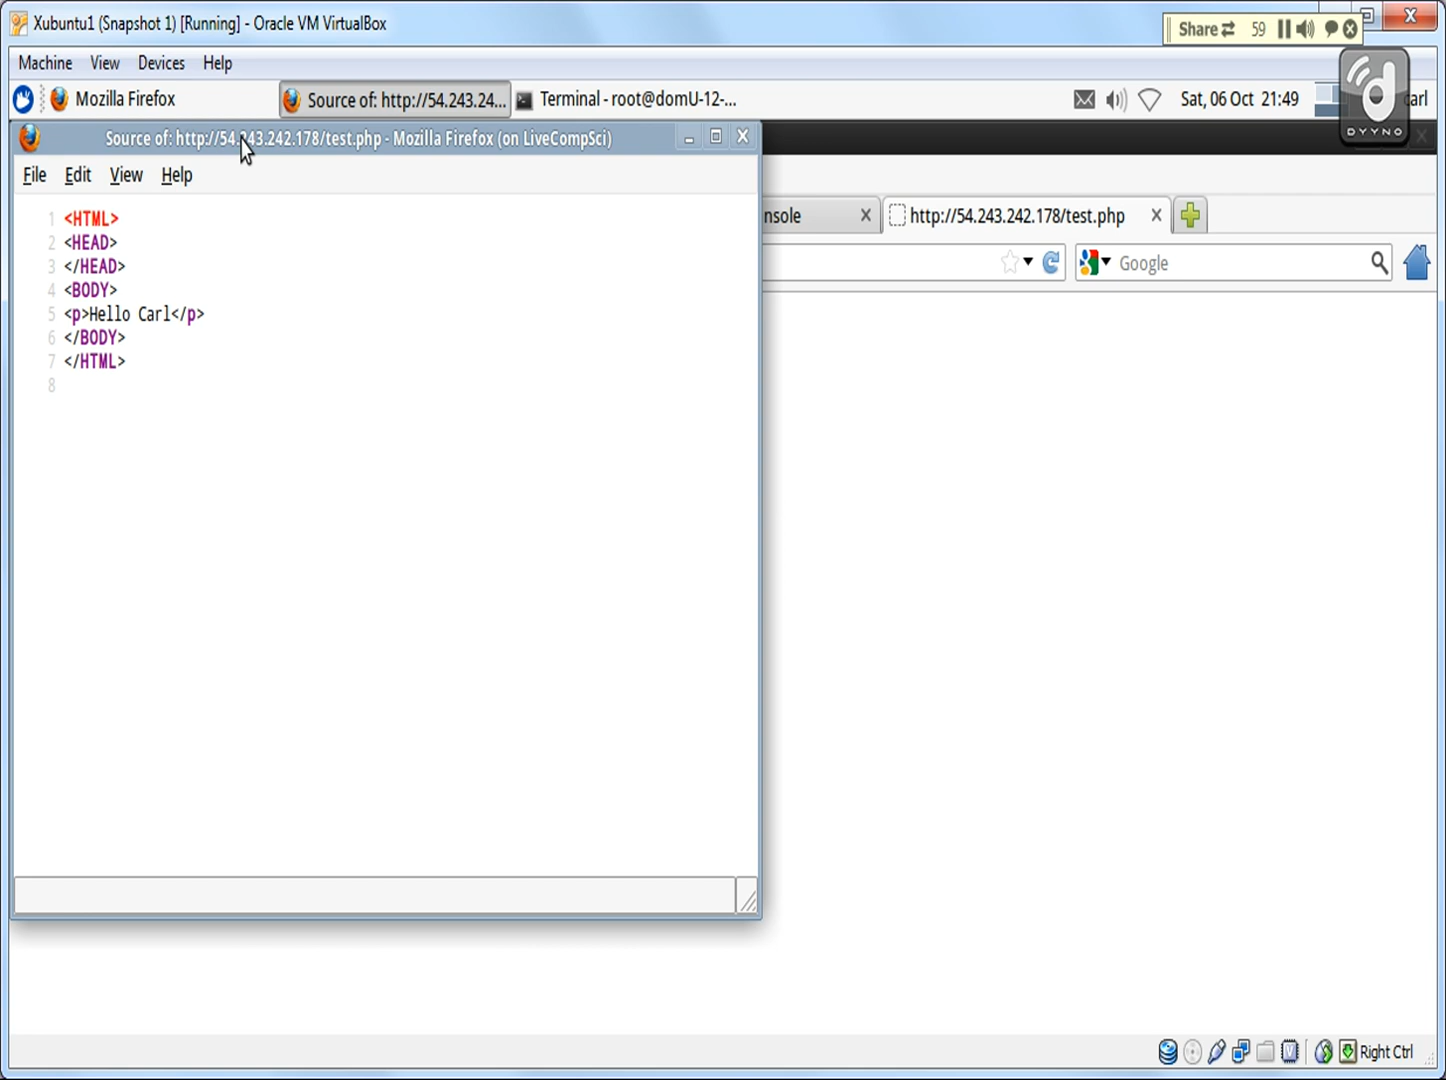 Xubuntu1 (Snapshot 1) [Running] - Oracle VM VirtualBox
Share 59
Machine View Devices Help
Mozilla Firefox Source of: http://54.243.24... Terminal - root@domU-12-... Sat, 06 Oct 21:49 carl
DYYNO
Source of: http://54.243.242.178/test.php - Mozilla Firefox (on LiveCompSci)
File Edit View Help
nsole http://54.243.242.178/test.php
Google
1 <HTML>
2 <HEAD>
3 </HEAD>
4 <BODY>
5 <p>Hello Carl</p>
6 </BODY>
7 </HTML>
8
Right Ctrl